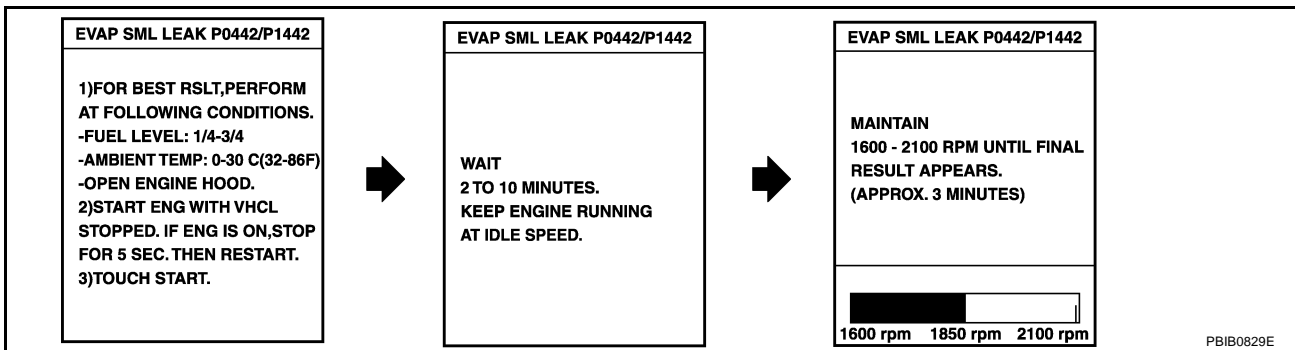 EVAP SML LEAK P0442/P1442
1)FOR BEST RSLT,PERFORM
AT FOLLOWING CONDITIONS.
-FUEL LEVEL: 1/4-3/4
-AMBIENT TEMP: 0-30 C(32-86F)
-OPEN ENGINE HOOD.
2)START ENG WITH VHCL
STOPPED. IF ENG IS ON,STOP
FOR 5 SEC. THEN RESTART.
3)TOUCH START.
EVAP SML LEAK P0442/P1442
WAIT
2 TO 10 MINUTES.
KEEP ENGINE RUNNING
AT IDLE SPEED.
EVAP SML LEAK P0442/P1442
MAINTAIN
1600 - 2100 RPM UNTIL FINAL
RESULT APPEARS.
(APPROX. 3 MINUTES)
1600 rpm 1850 rpm 2100 rpm
PBIB0829E